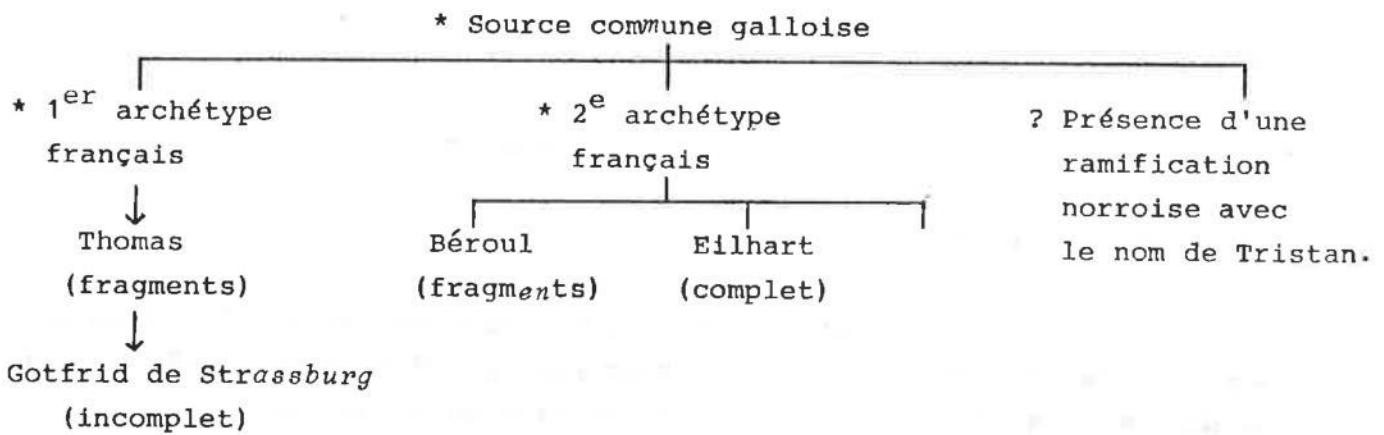 * Source commune galloise
* 1er archétype
français
* 2e archétype
français
? Présence d'une
ramification
norroise avec
le nom de Tristan.
Thomas
(fragments)
Béroul
(fragments)
Eilhart
(complet)
Gotfrid de Strassburg
(incomplet)